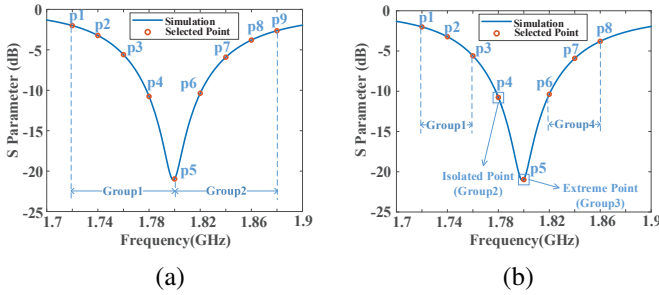 0
-5
-10
-15
-20
-25
S Parameter (dB)
1.7
1.74
1.78
1.82
1.86
1.9
Frequency(GHz)
Simulation
Selected Point
p1
p2
p3
p4
p5
p6
p7
p8
p9
Group1
Group2
(a)
0
-5
-10
-15
-20
-25
S Parameter (dB)
1.7
1.74
1.78
1.82
1.86
1.9
Frequency(GHz)
Simulation
Selected Point
p1
p2
p3
p4
p5
p6
p7
p8
Group1
Group4
Isolated Point
(Group2)
Extreme Point
(Group3)
(b)